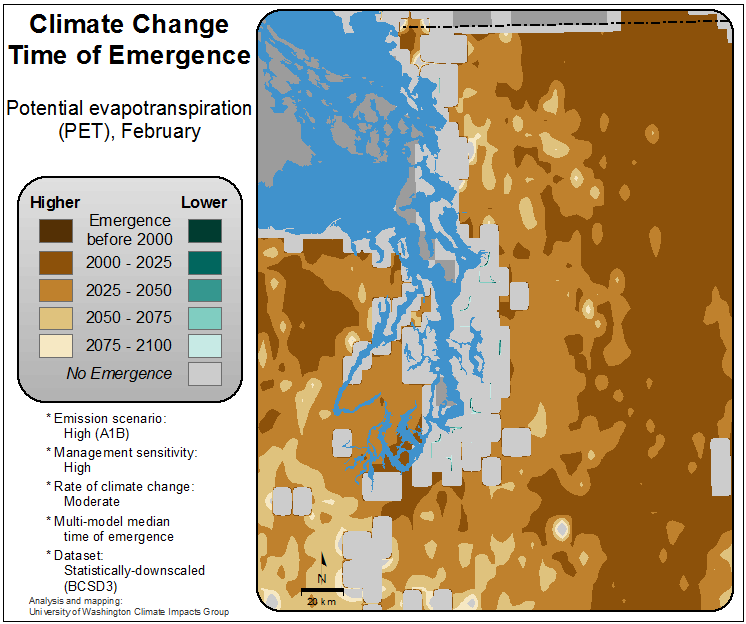 Climate Change
Time of Emergence
Potential evapotranspiration
(PET), February
Higher
Lower
Emergence
before 2000
2000 - 2025
2025 - 2050
2050 - 2075
2075 - 2100
No Emergence
* Emission scenario:
High (A1B)
* Management sensitivity:
High
* Rate of climate change:
Moderate
* Multi-model median
time of emergence
* Dataset:
Statistically-downscaled
(BCSD3)
Analysis and mapping:
University of Washington Climate Impacts Group
N
20 km